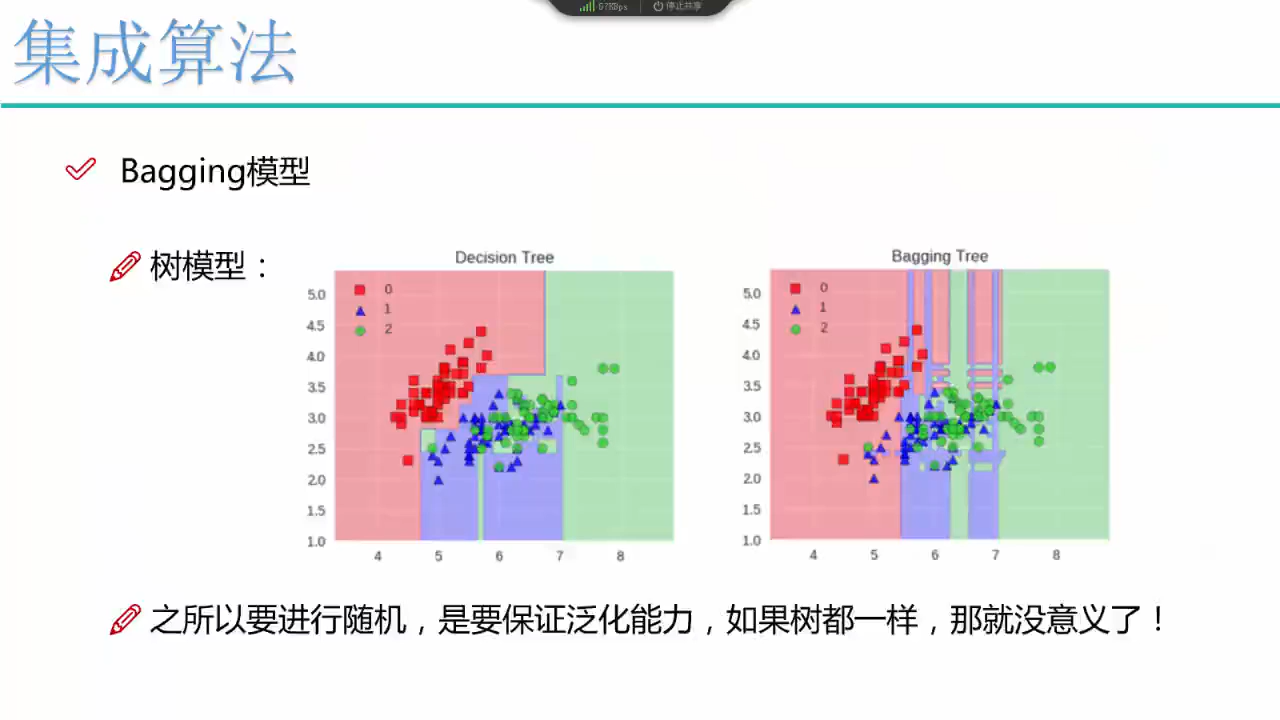 停止共享
集成算法
Bagging模型
树模型：
Decision Tree
0
1
2
5.0
4.5
4.0
3.5
3.0
2.5
2.0
1.5
1.0
4 5 6 7 8
Bagging Tree
0
1
2
5.0
4.5
4.0
3.5
3.0
2.5
2.0
1.5
1.0
4 5 6 7 8
之所以要进行随机，是要保证泛化能力，如果树都一样，那就没意义了！